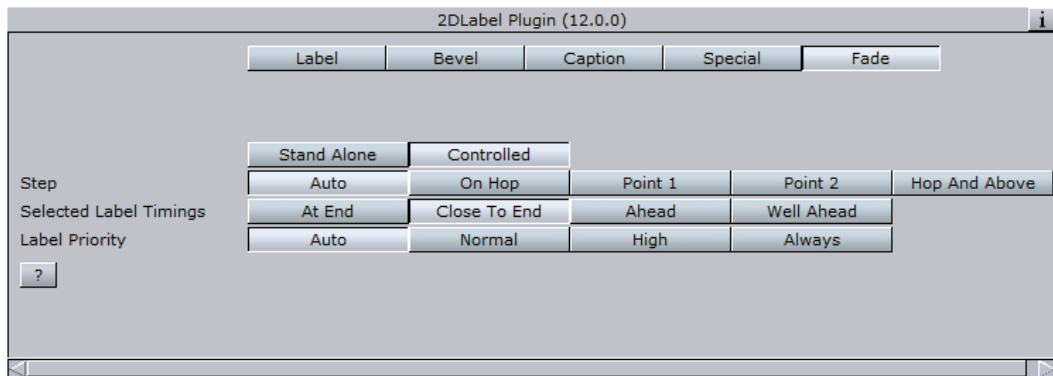 2DLabel Plugin (12.0.0) i
Label Bevel Caption Special Fade
Stand Alone Controlled
Step Auto On Hop Point 1 Point 2 Hop And Above
Selected Label Timings At End Close To End Ahead Well Ahead
Label Priority Auto Normal High Always
?